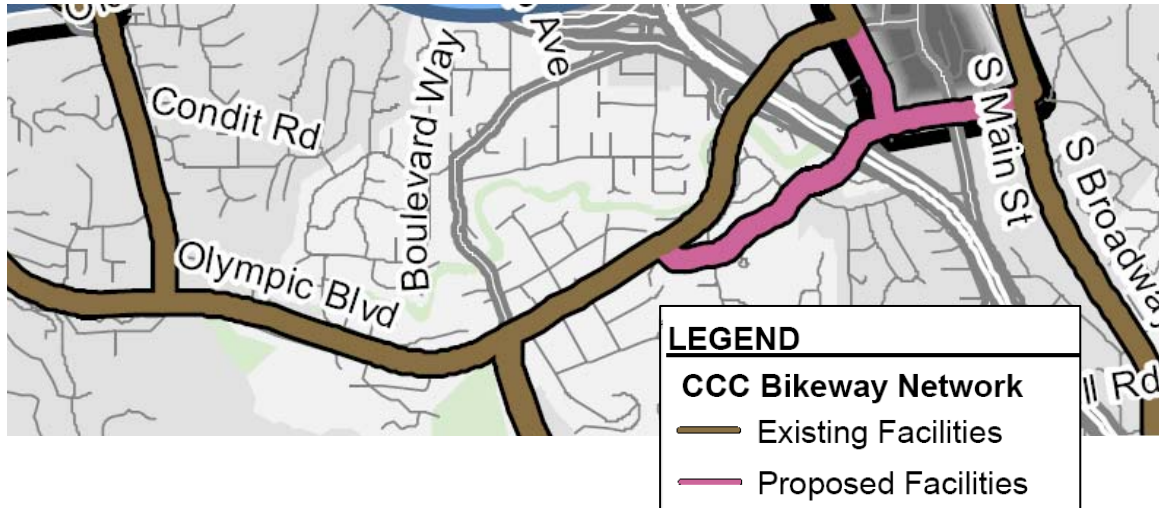 Ave
Condit Rd
Boulevard Way
S Main St
S Broadway
Olympic Blvd
ll Rd
LEGEND
CCC Bikeway Network
Existing Facilities
Proposed Facilities